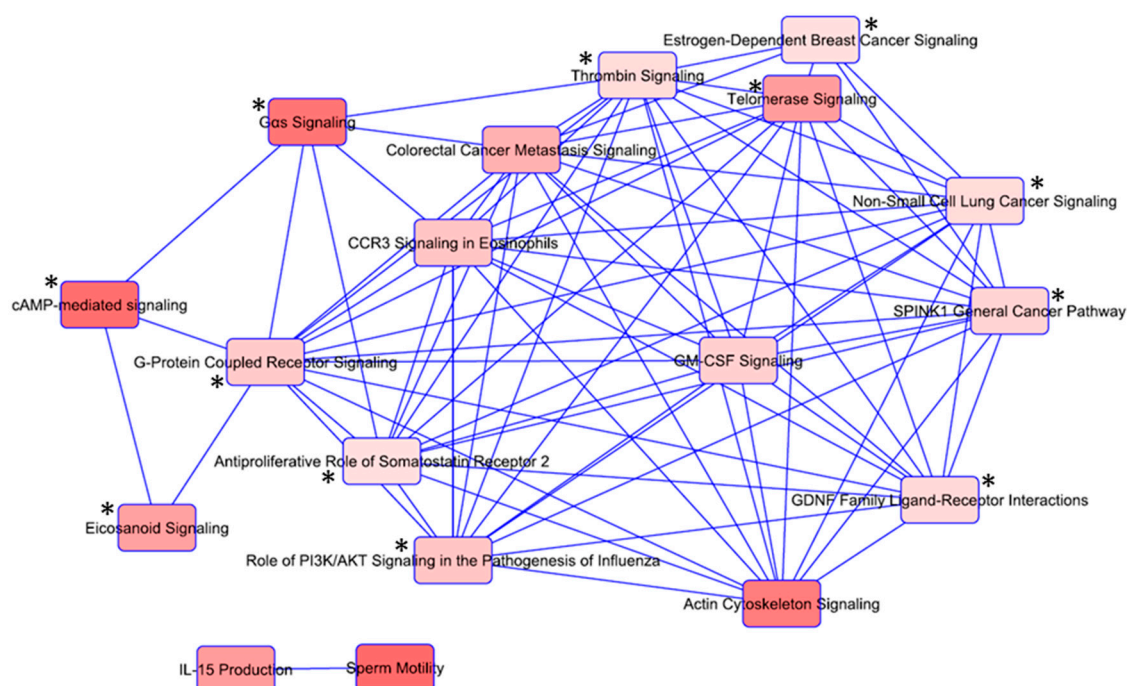 Estrogen-Dependent Breast Cancer Signaling *
* Thrombin Signaling
* Telomerase Signaling
* Gαs Signaling
Colorectal Cancer Metastasis Signaling
Non-Small Cell Lung Cancer Signaling *
CCR3 Signaling in Eosinophils
* cAMP-mediated signaling
SPINK1 General Cancer Pathway *
G-Protein Coupled Receptor Signaling *
GM-CSF Signaling
Antiproliferative Role of Somatostatin Receptor 2 *
GDNF Family Ligand-Receptor Interactions *
* Eicosanoid Signaling
* Role of PI3K/AKT Signaling in the Pathogenesis of Influenza
Actin Cytoskeleton Signaling
IL-15 Production
Sperm Motility